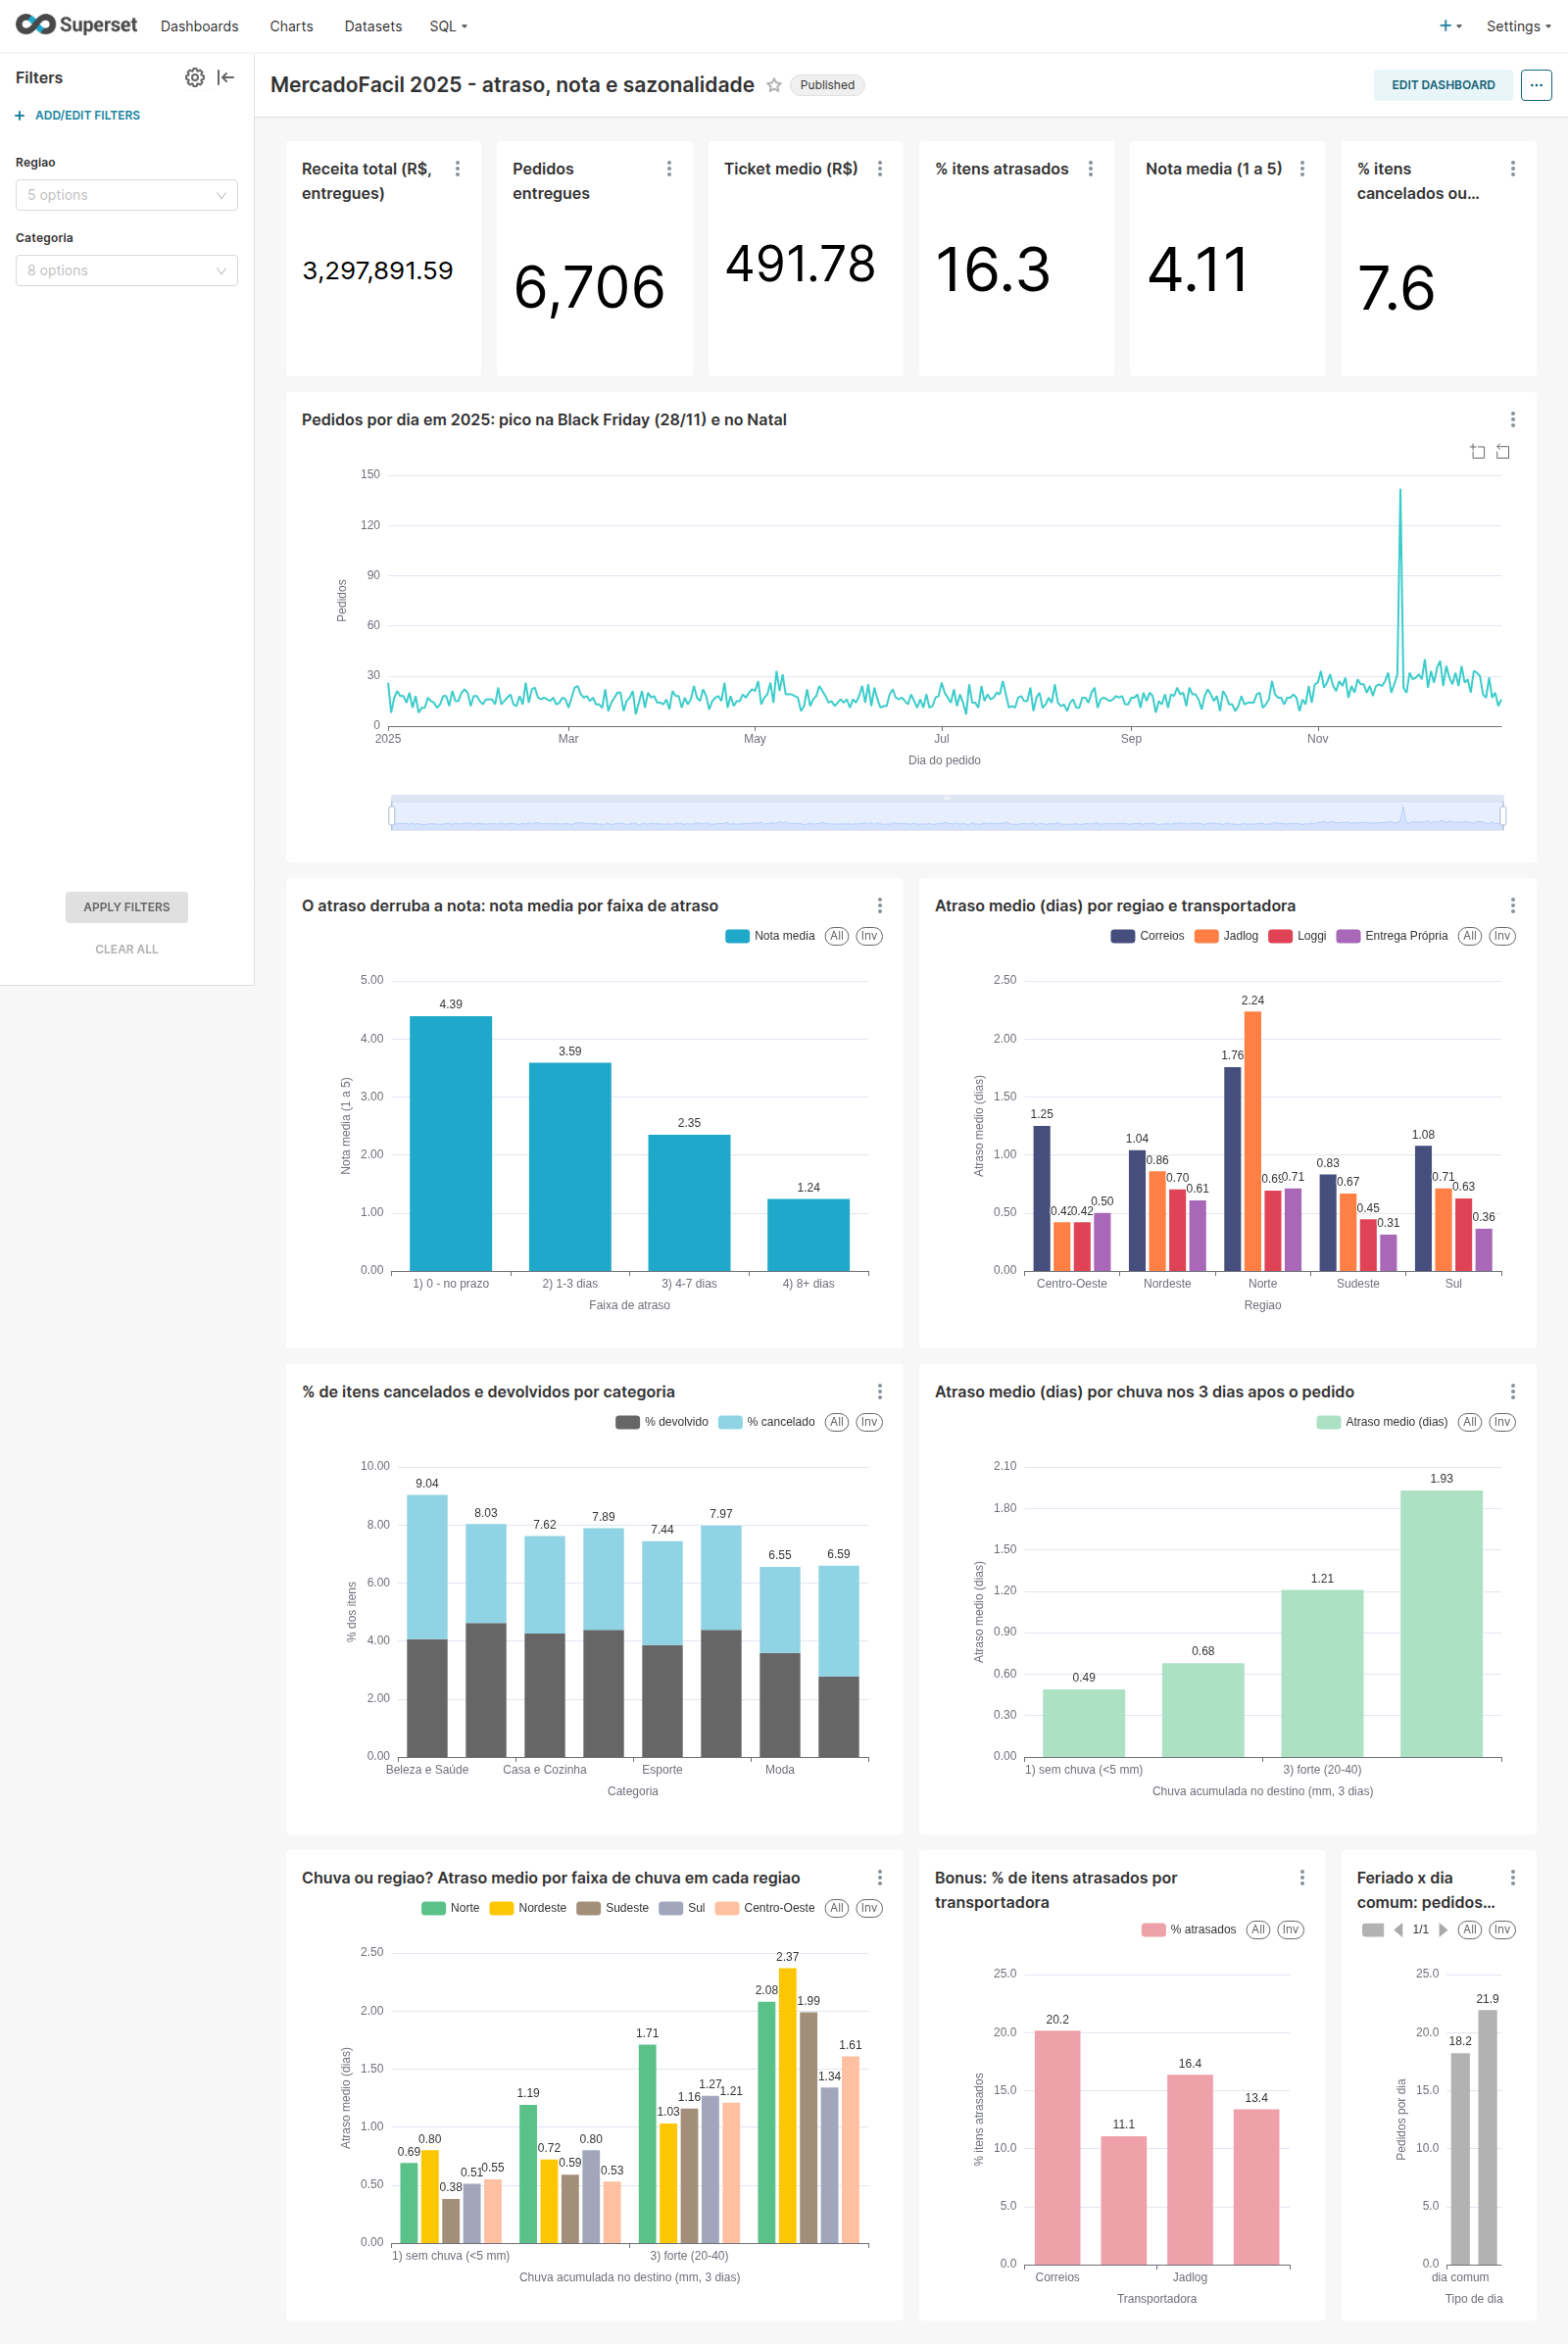 Superset
Dashboards
Charts
Datasets
SQL
Settings
Filters
ADD/EDIT FILTERS
Regiao
5 options
Categoria
8 options
APPLY FILTERS
CLEAR ALL
MercadoFacil 2025 - atraso, nota e sazonalidade
Published
EDIT DASHBOARD
Receita total (R$,
entregues)
3,297,891.59
Pedidos
entregues
6,706
Ticket medio (R$)
491.78
% itens atrasados
16.3
Nota media (1 a 5)
4.11
% itens
cancelados ou...
7.6
Pedidos por dia em 2025: pico na Black Friday (28/11) e no Natal
150
120
90
60
30
0
Pedidos
2025 Mar May Jul Sep Nov
Dia do pedido
O atraso derruba a nota: nota media por faixa de atraso
Nota media All Inv
5.00
4.00
3.00
2.00
1.00
0.00
Nota media (1 a 5)
4.39
3.59
2.35
1.24
1) 0 - no prazo 2) 1-3 dias 3) 4-7 dias 4) 8+ dias
Faixa de atraso
Atraso medio (dias) por regiao e transportadora
Correios Jadlog Loggi Entrega Própria All Inv
2.50
2.00
1.50
1.00
0.50
0.00
Atraso medio (dias)
1.25 0.42 0.42 0.50
1.04 0.86 0.70 0.61
1.76 2.24 0.69 0.71
0.83 0.67 0.45 0.31
1.08 0.71 0.63 0.36
Centro-Oeste Nordeste Norte Sudeste Sul
Regiao
% de itens cancelados e devolvidos por categoria
% devolvido % cancelado All Inv
10.00
8.00
6.00
4.00
2.00
0.00
% dos itens
9.04 8.03 7.62 7.89 7.44 7.97 6.55 6.59
Beleza e Saúde Casa e Cozinha Esporte Moda
Categoria
Atraso medio (dias) por chuva nos 3 dias apos o pedido
Atraso medio (dias) All Inv
2.10
1.80
1.50
1.20
0.90
0.60
0.30
0.00
Atraso medio (dias)
0.49 0.68 1.21 1.93
1) sem chuva (<5 mm) 3) forte (20-40)
Chuva acumulada no destino (mm, 3 dias)
Chuva ou regiao? Atraso medio por faixa de chuva em cada regiao
Norte Nordeste Sudeste Sul Centro-Oeste All Inv
2.50
2.00
1.50
1.00
0.50
0.00
Atraso medio (dias)
0.69 0.80 0.38 0.51 0.55
1.19 0.72 0.59 0.80 0.53
1.71 1.03 1.16 1.27 1.21
2.08 2.37 1.99 1.34 1.61
1) sem chuva (<5 mm) 3) forte (20-40)
Chuva acumulada no destino (mm, 3 dias)
Bonus: % de itens atrasados por
transportadora
% atrasados All Inv
25.0
20.0
15.0
10.0
5.0
0.0
% itens atrasados
20.2 11.1 16.4 13.4
Correios Jadlog
Transportadora
Feriado x dia
comum: pedidos...
1/1 All Inv
25.0
20.0
15.0
10.0
5.0
0.0
Pedidos por dia
18.2 21.9
dia comum
Tipo de dia